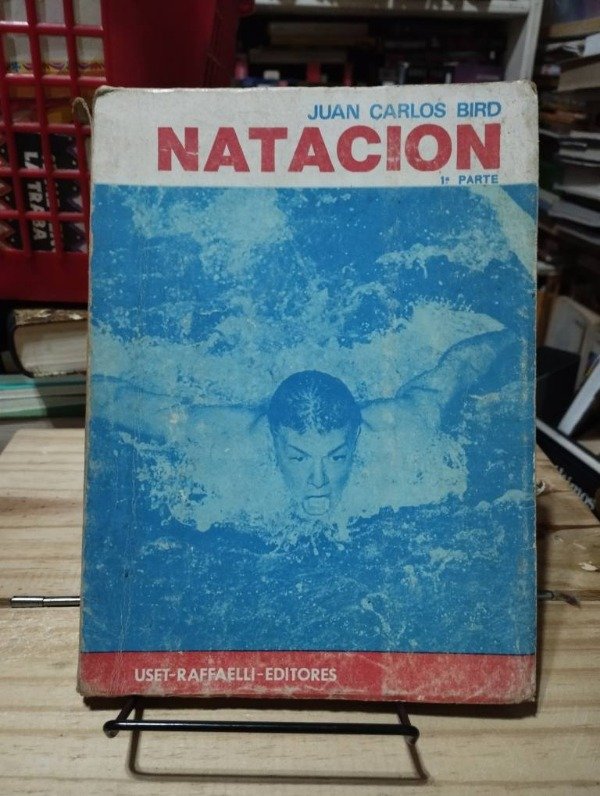 JUAN CARLOS BIRD
NATACION
1ª PARTE
USET-RAFFAELLI-EDITORES